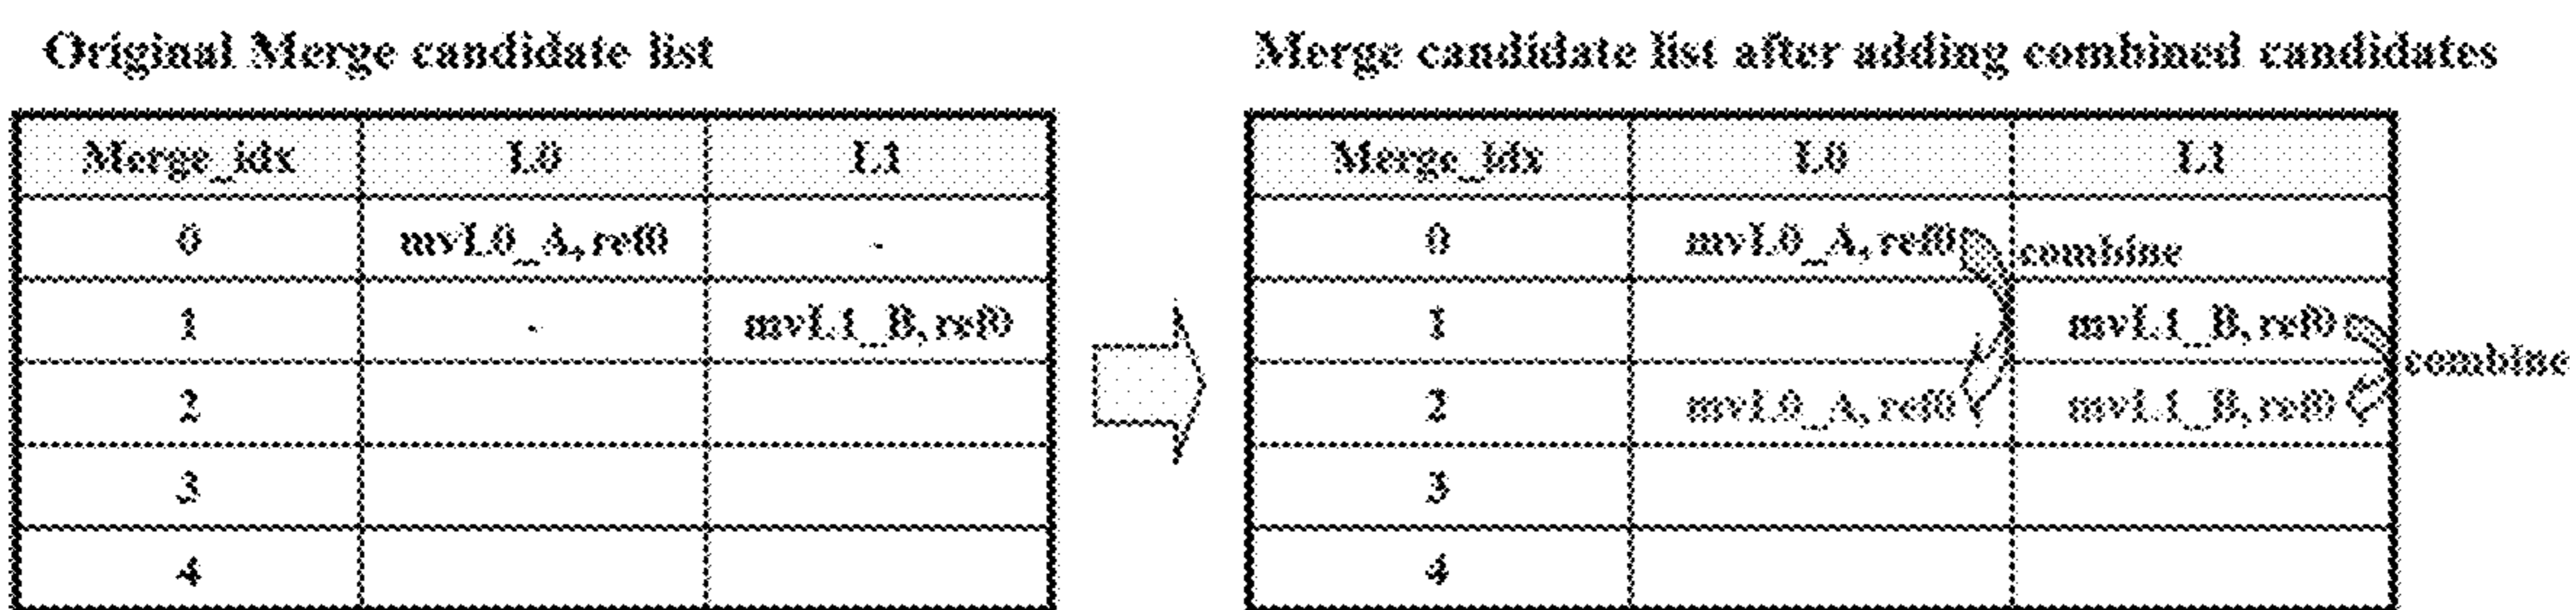 Original Merge candidate list
Merge candidate list after adding combined candidates
Merge_idx L0 L1
0 mvL0_A, ref0 -
1 - mvL1_B, ref0
2
3
4
Merge_idx L0 L1
0 mvL0_A, ref0 combine
1 mvL1_B, ref0
combine
2 mvL0_A, ref0 mvL1_B, ref0
3
4